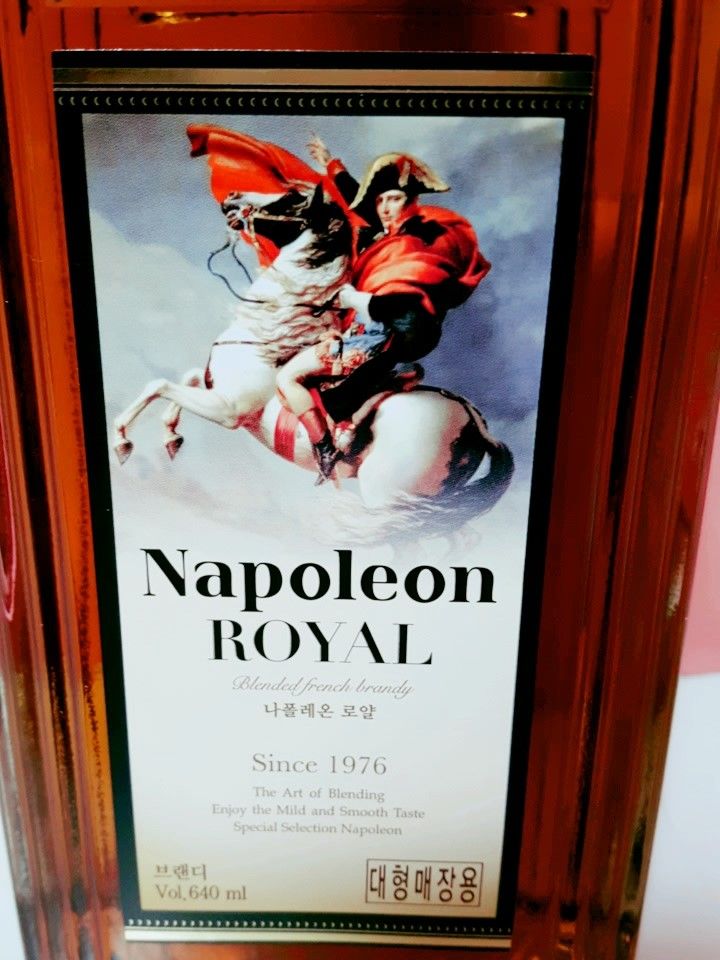 Napoleon
ROYAL
Blended french brandy
나폴레온 로얄
Since 1976
The Art of Blending
Enjoy the Mild and Smooth Taste
Special Selection Napoleon
브랜디
Vol. 640 ml
대형매장용